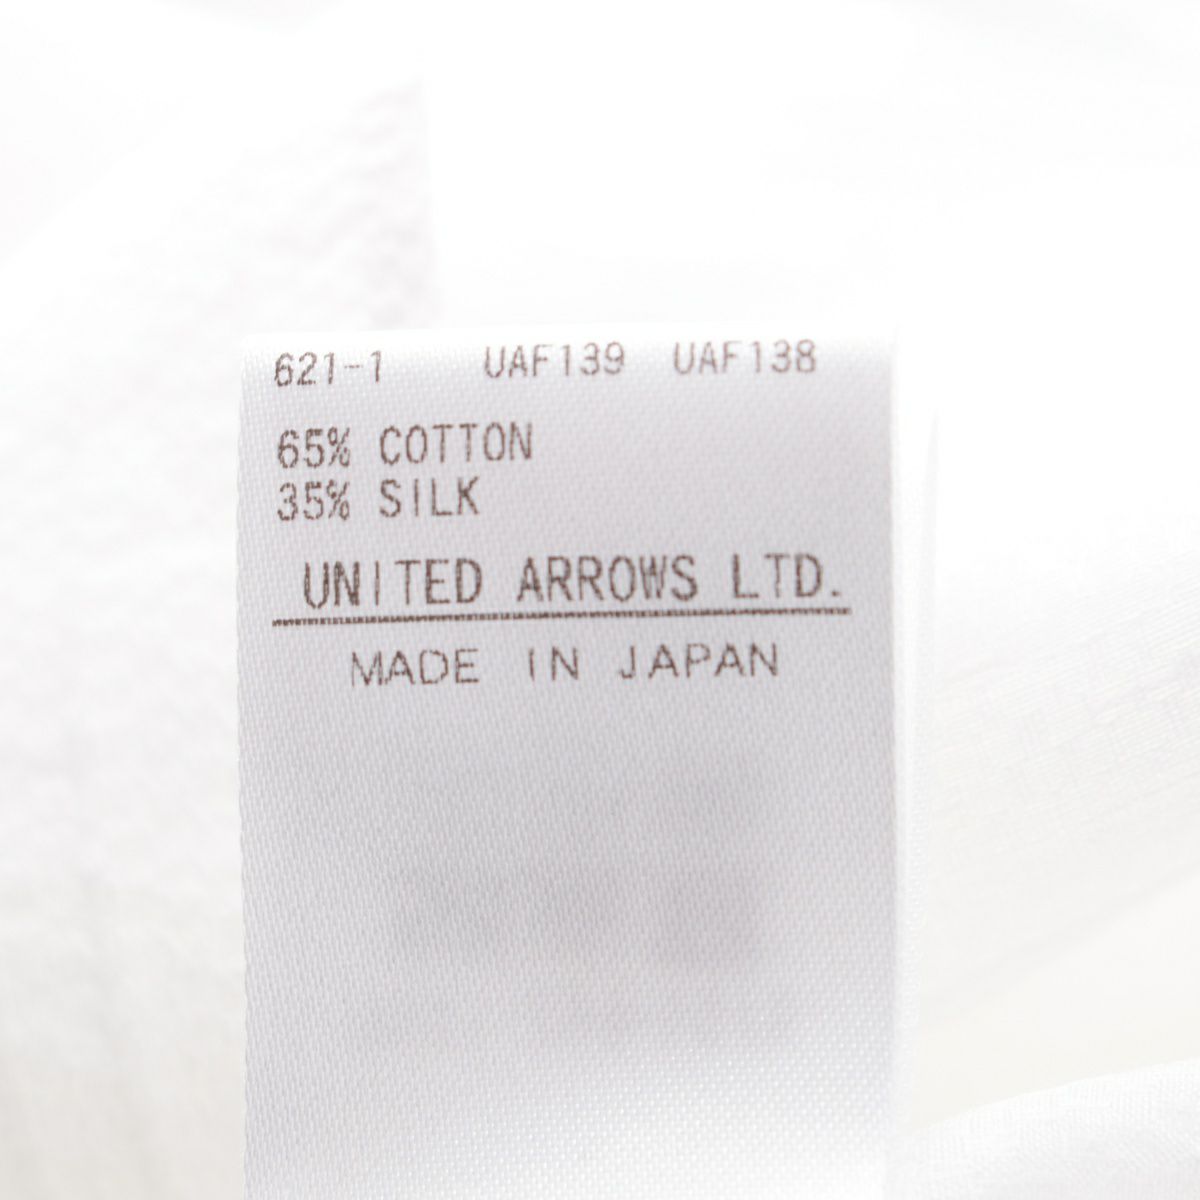 621-1 UAF139 UAF138
65% COTTON
35% SILK
UNITED ARROWS LTD.
MADE IN JAPAN